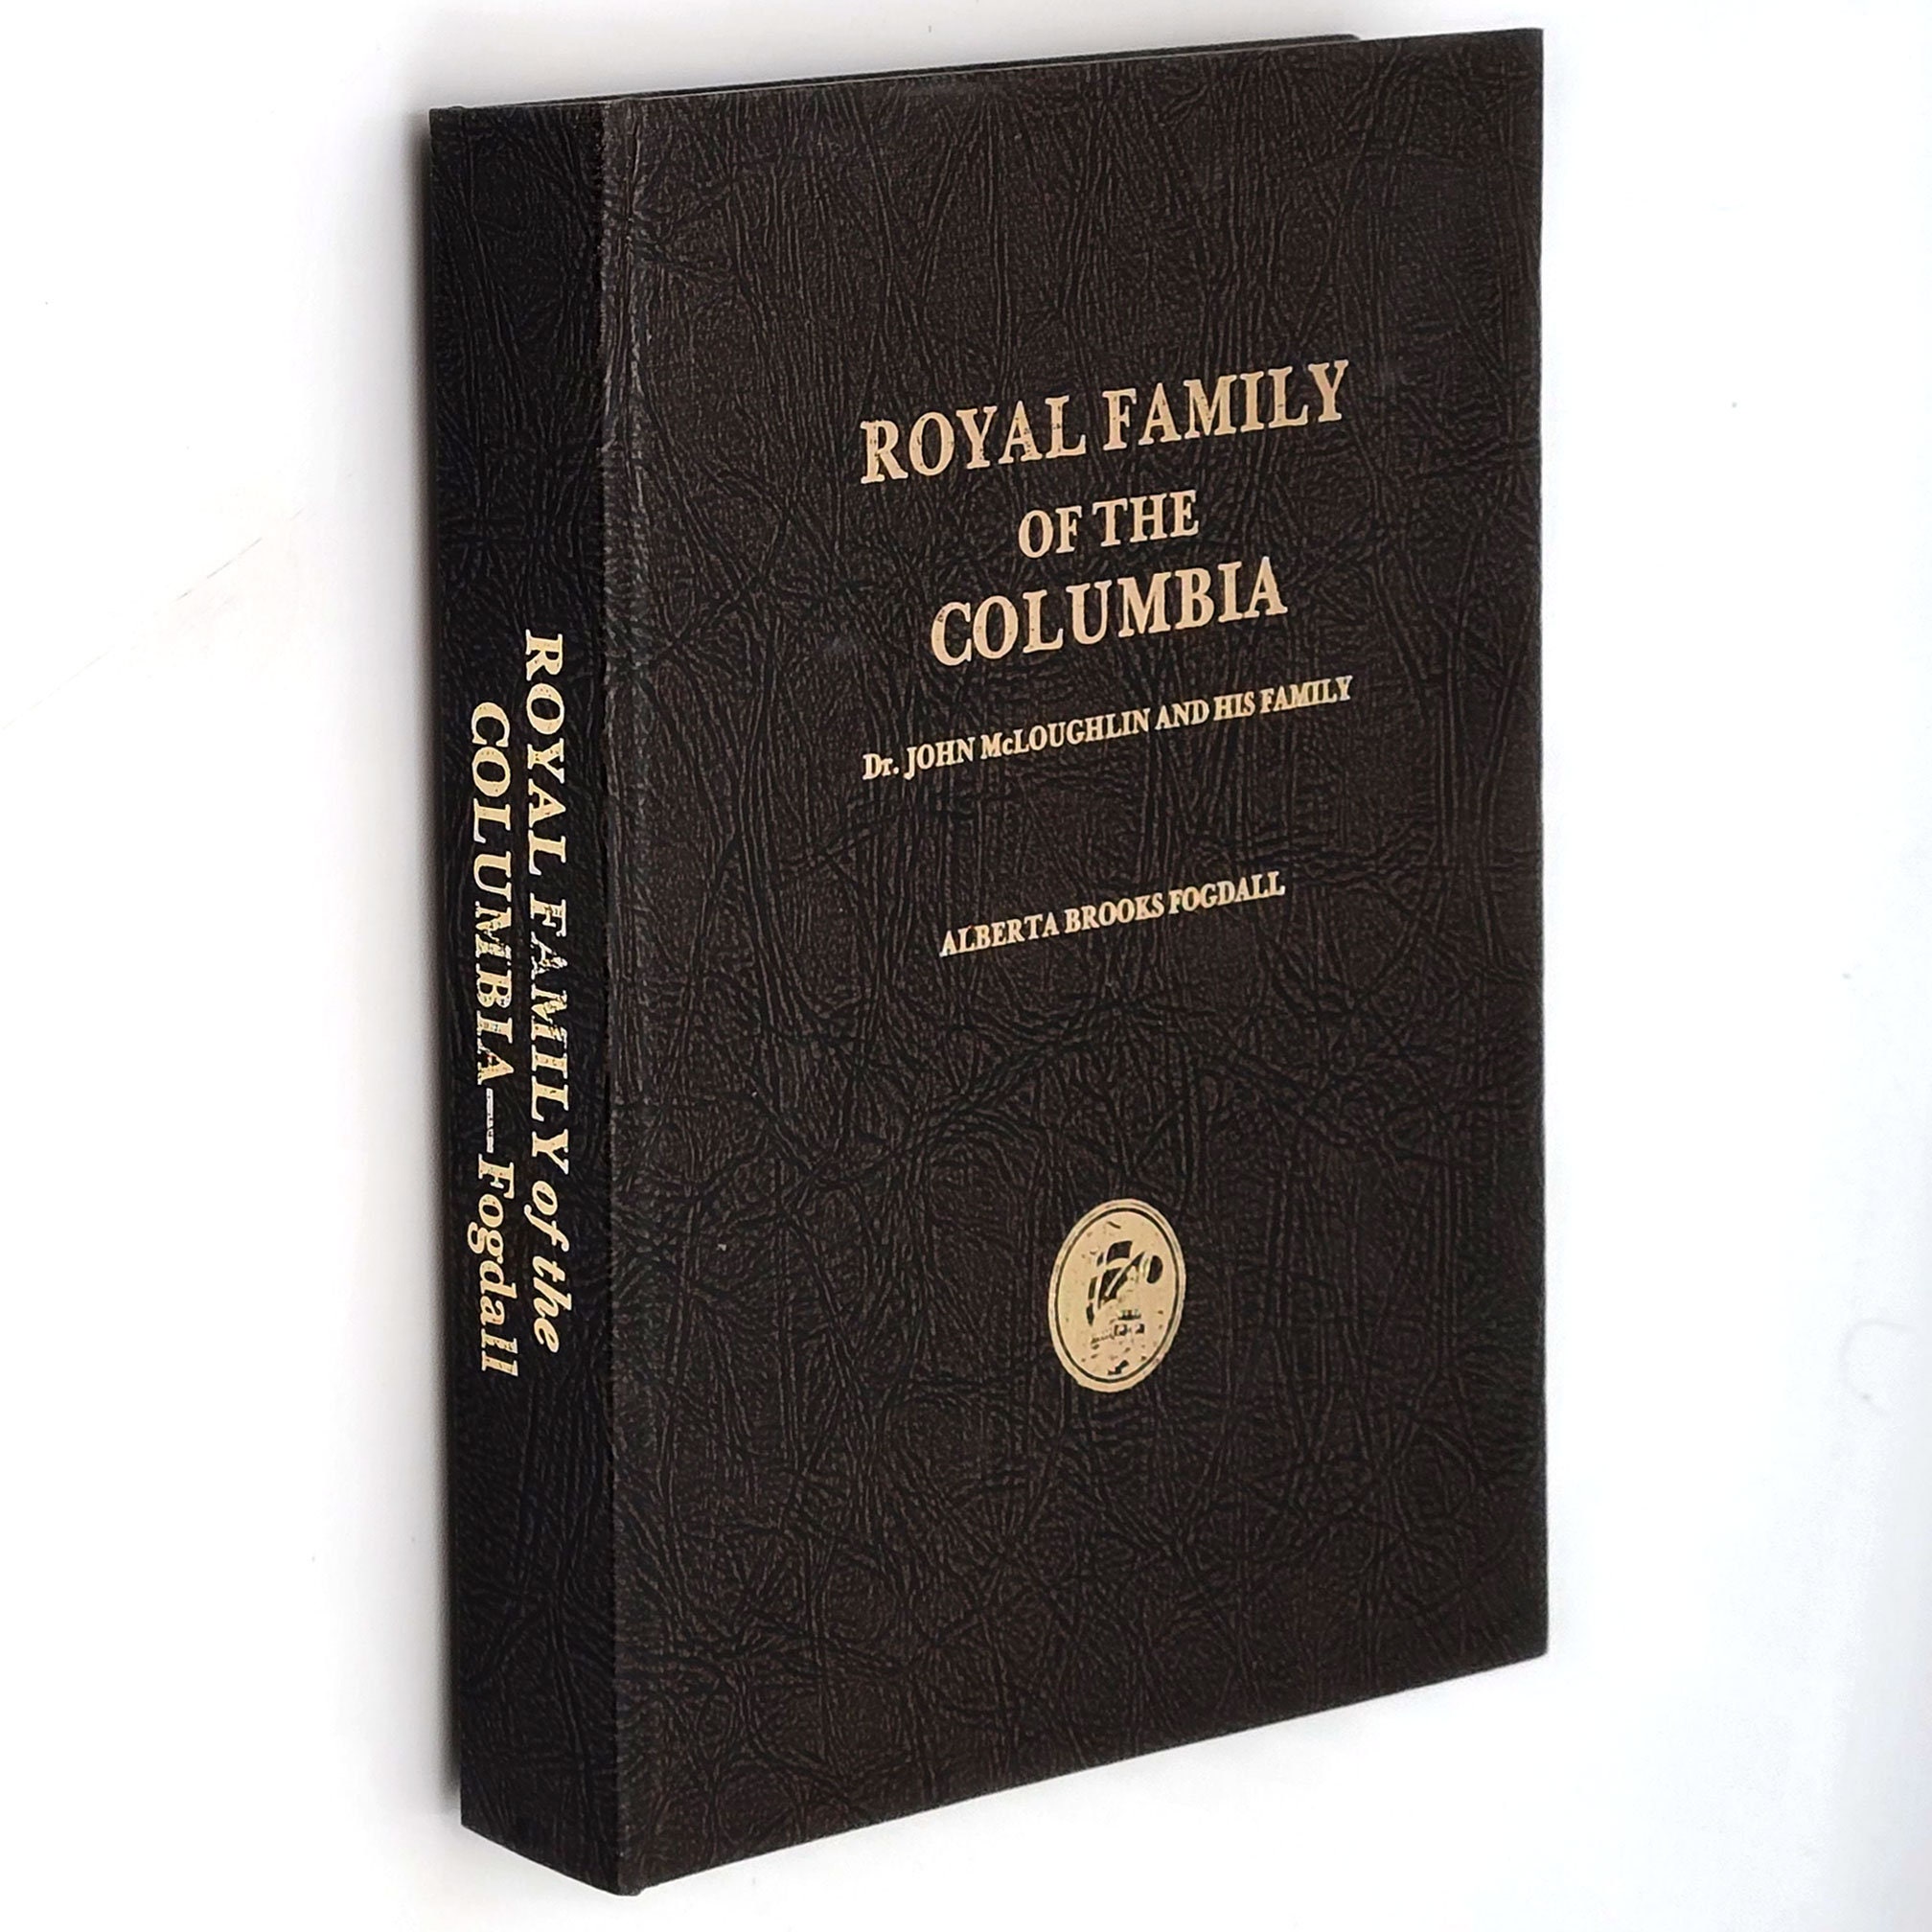 ROYAL FAMILY of the
COLUMBIA—Fogdall
ROYAL FAMILY
OF THE
COLUMBIA
Dr. JOHN McLOUGHLIN AND HIS FAMILY
ALBERTA BROOKS FOGDALL